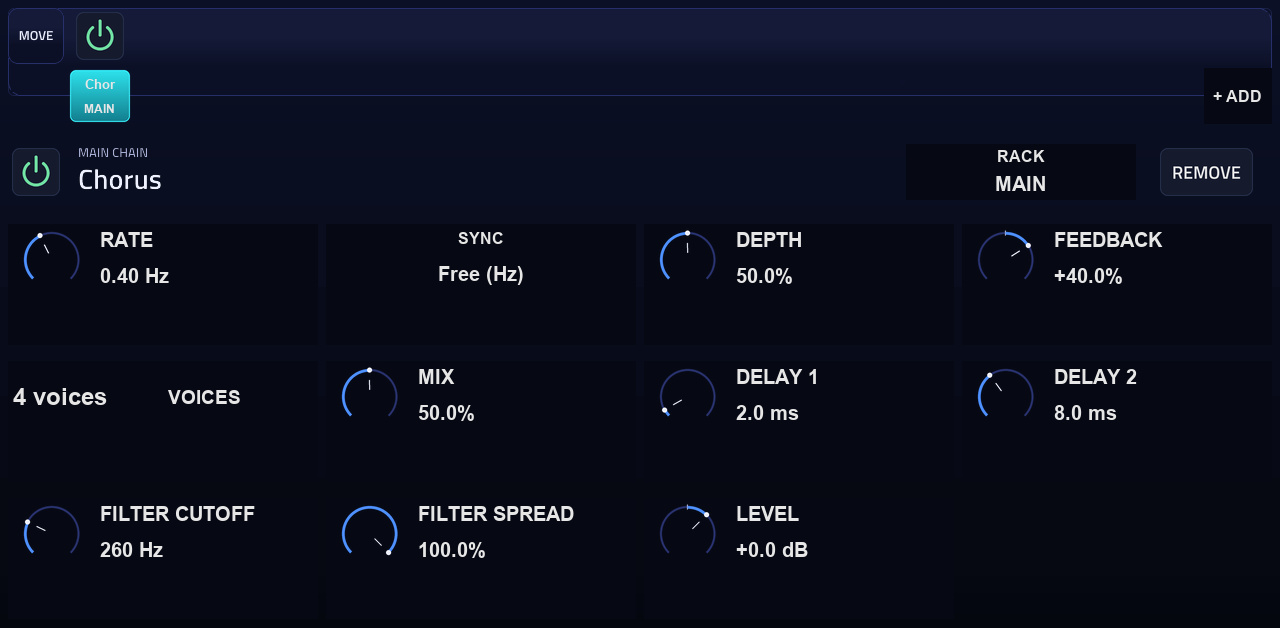 MOVE
Chor
MAIN
+ ADD
MAIN CHAIN
Chorus
RACK
MAIN
REMOVE
RATE
0.40 Hz
SYNC
Free (Hz)
DEPTH
50.0%
FEEDBACK
+40.0%
4 voices
VOICES
MIX
50.0%
DELAY 1
2.0 ms
DELAY 2
8.0 ms
FILTER CUTOFF
260 Hz
FILTER SPREAD
100.0%
LEVEL
+0.0 dB